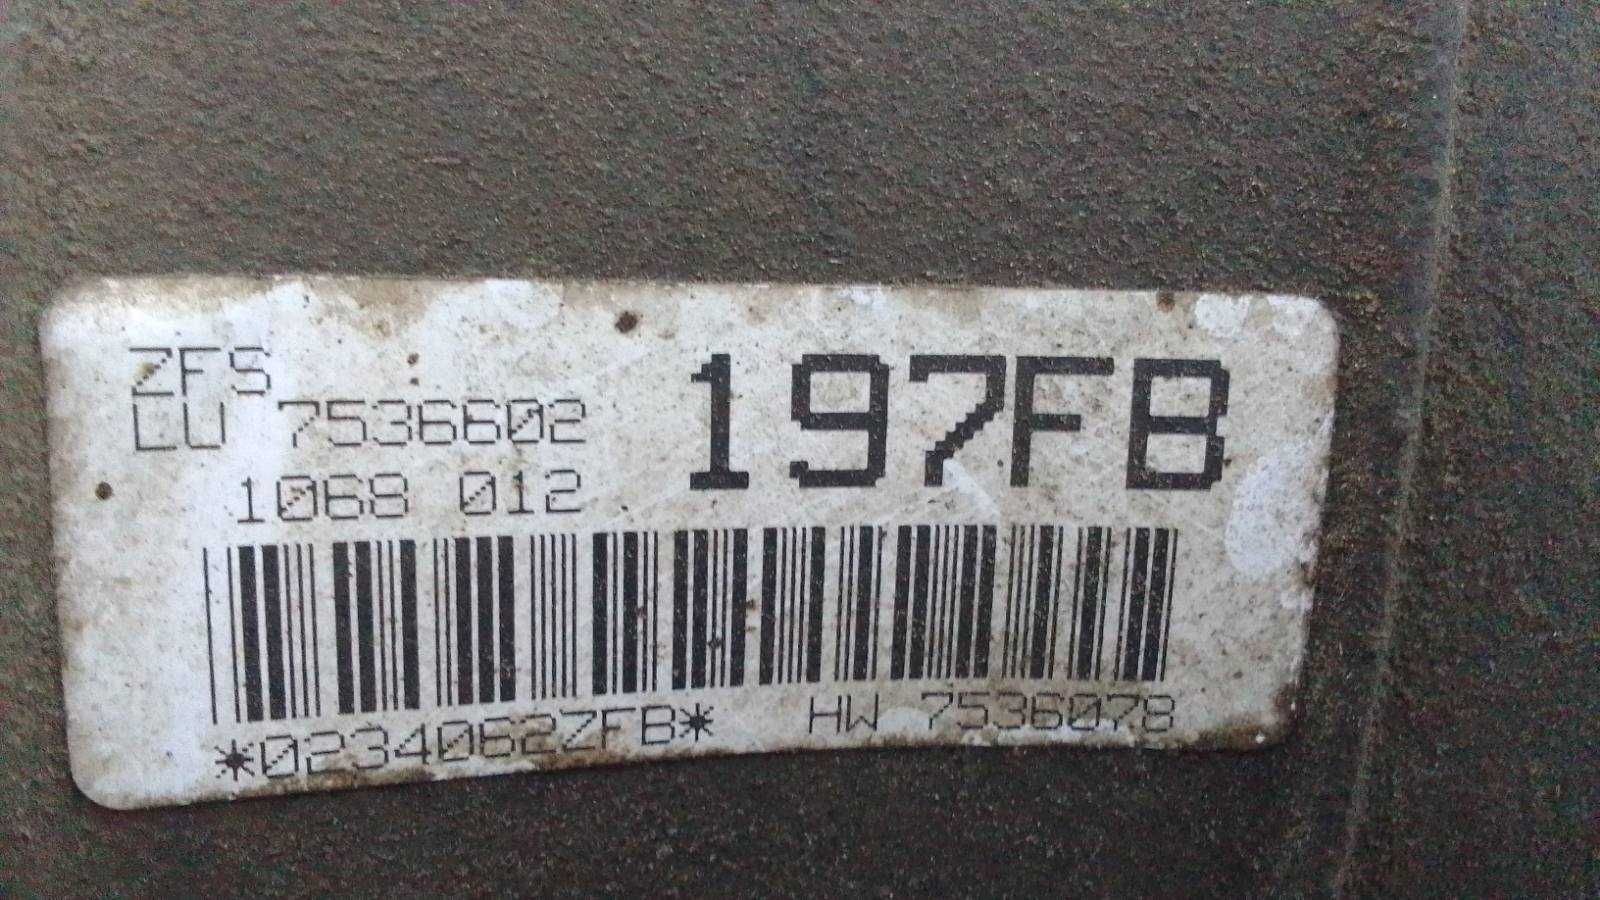 ZFS
LU 7536602
197FB
1068 012
*0234062ZFB*
HW 7536078